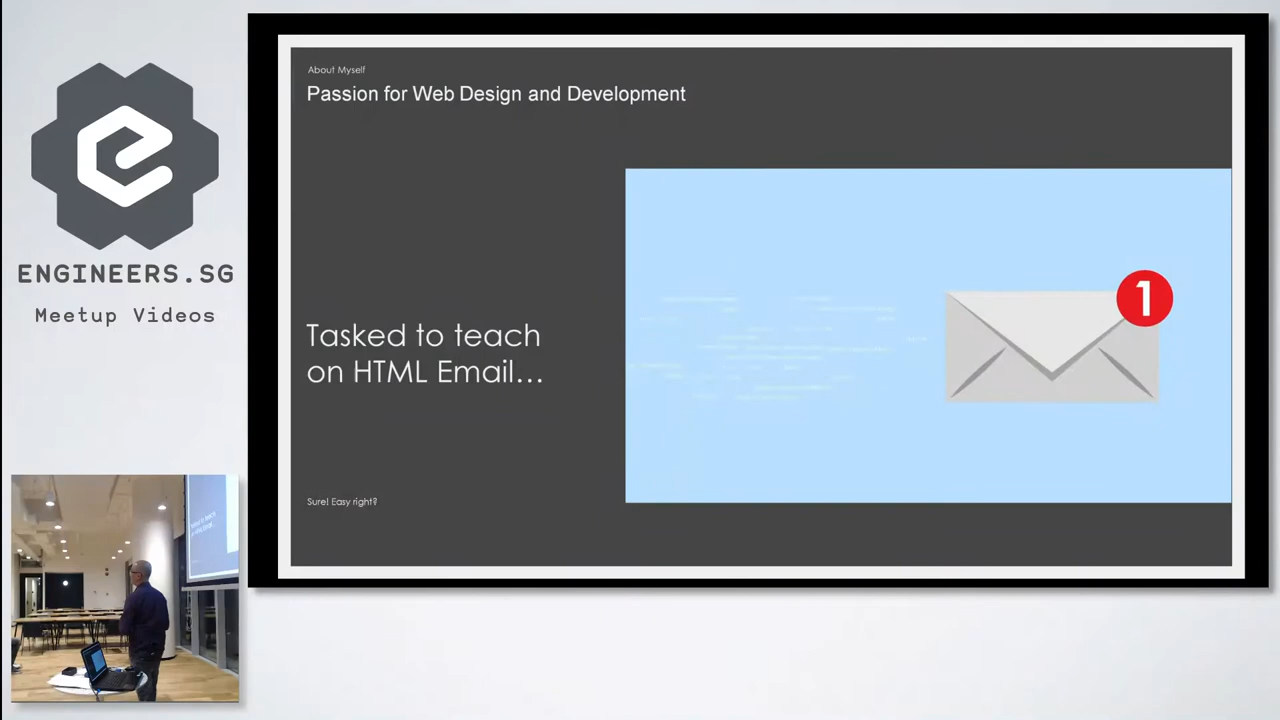 ENGINEERS.SG
Meetup Videos
About Myself
Passion for Web Design and Development
Tasked to teach
on HTML Email...
Sure! Easy right?
1